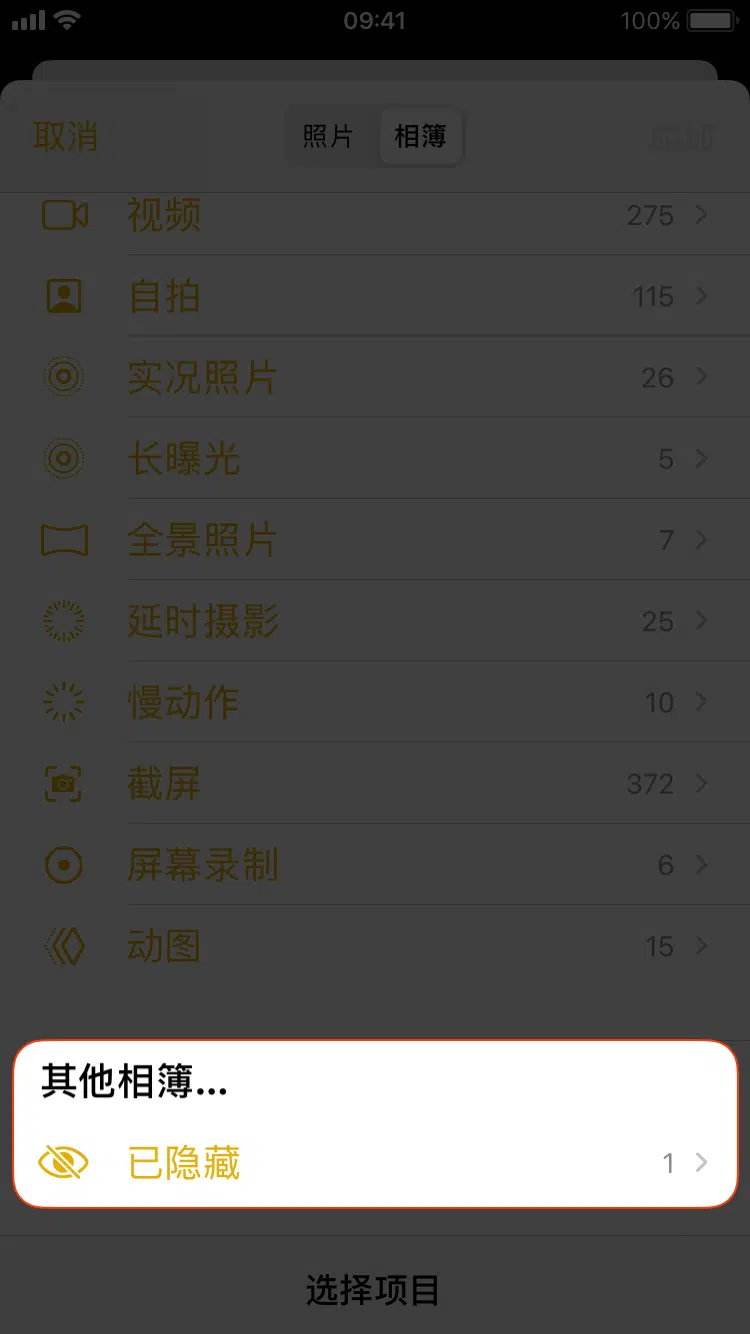 09:41 100%
取消 照片 相簿
视频 275
自拍 115
实况照片 26
长曝光 5
全景照片 7
延时摄影 25
慢动作 10
截屏 372
屏幕录制 6
动图 15
其他相簿...
已隐藏 1
选择项目